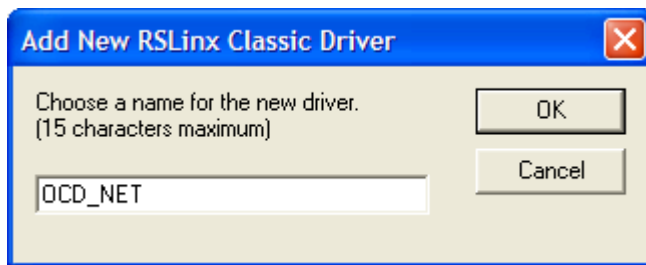 Add New RSLinx Classic Driver
Choose a name for the new driver.
(15 characters maximum)
OK
Cancel
OCD_NET